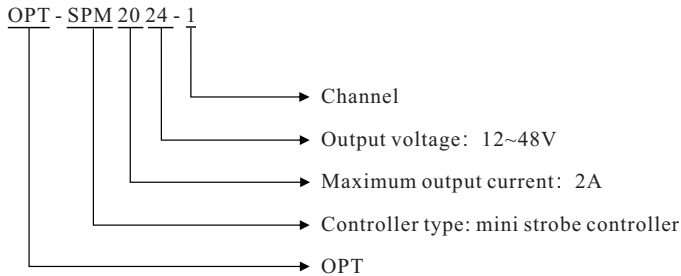 OPT - SPM 20 24 - 1
Channel
Output voltage: 12~48V
Maximum output current: 2A
Controller type: mini strobe controller
OPT